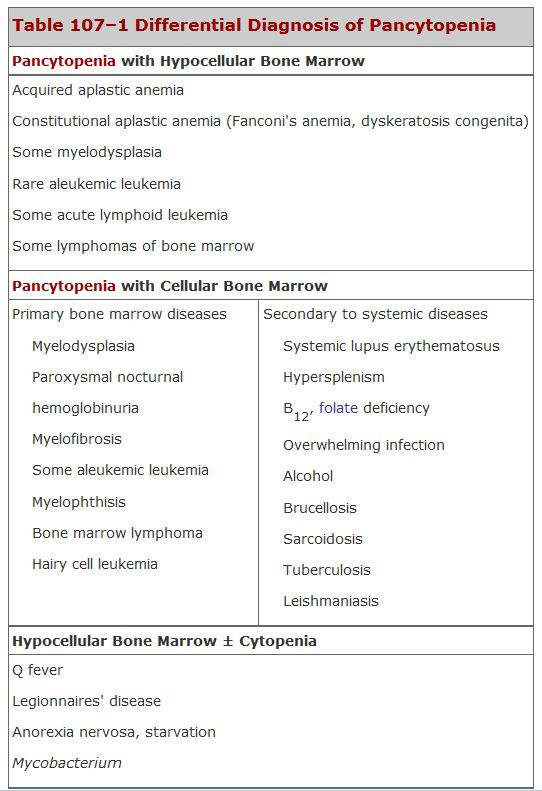 Table 107–1 Differential Diagnosis of Pancytopenia
Pancytopenia with Hypocellular Bone Marrow
Acquired aplastic anemia
Constitutional aplastic anemia (Fanconi's anemia, dyskeratosis congenita)
Some myelodysplasia
Rare aleukemic leukemia
Some acute lymphoid leukemia
Some lymphomas of bone marrow
Pancytopenia with Cellular Bone Marrow
Primary bone marrow diseases
Myelodysplasia
Paroxysmal nocturnal
hemoglobinuria
Myelofibrosis
Some aleukemic leukemia
Myelophthisis
Bone marrow lymphoma
Hairy cell leukemia
Secondary to systemic diseases
Systemic lupus erythematosus
Hypersplenism
B12, folate deficiency
Overwhelming infection
Alcohol
Brucellosis
Sarcoidosis
Tuberculosis
Leishmaniasis
Hypocellular Bone Marrow ± Cytopenia
Q fever
Legionnaires' disease
Anorexia nervosa, starvation
Mycobacterium